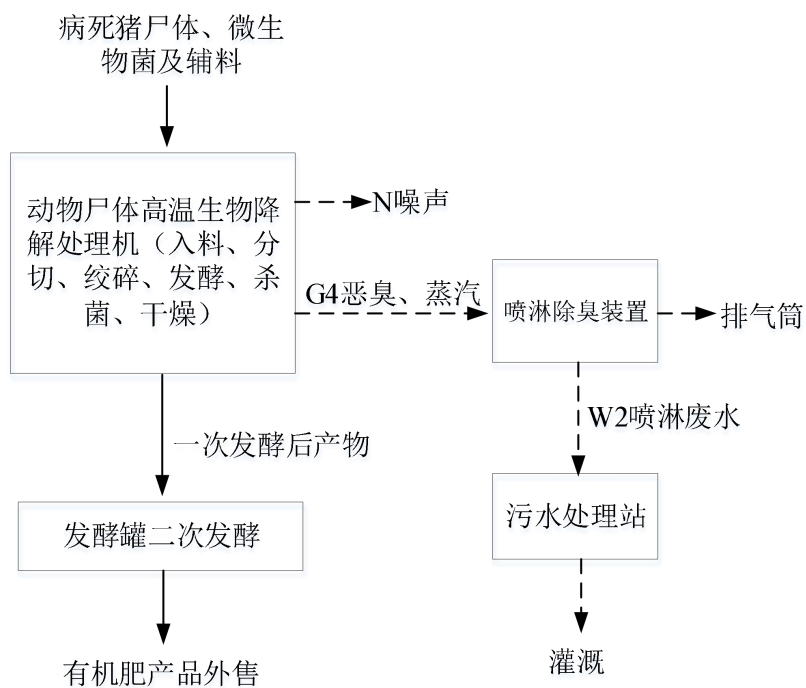 病死猪尸体、微生
物菌及辅料
动物尸体高温生物降
解处理机（入料、分
切、绞碎、发酵、杀
菌、干燥）
N噪声
G4恶臭、蒸汽
喷淋除臭装置
排气筒
W2喷淋废水
一次发酵后产物
污水处理站
发酵罐二次发酵
灌溉
有机肥产品外售